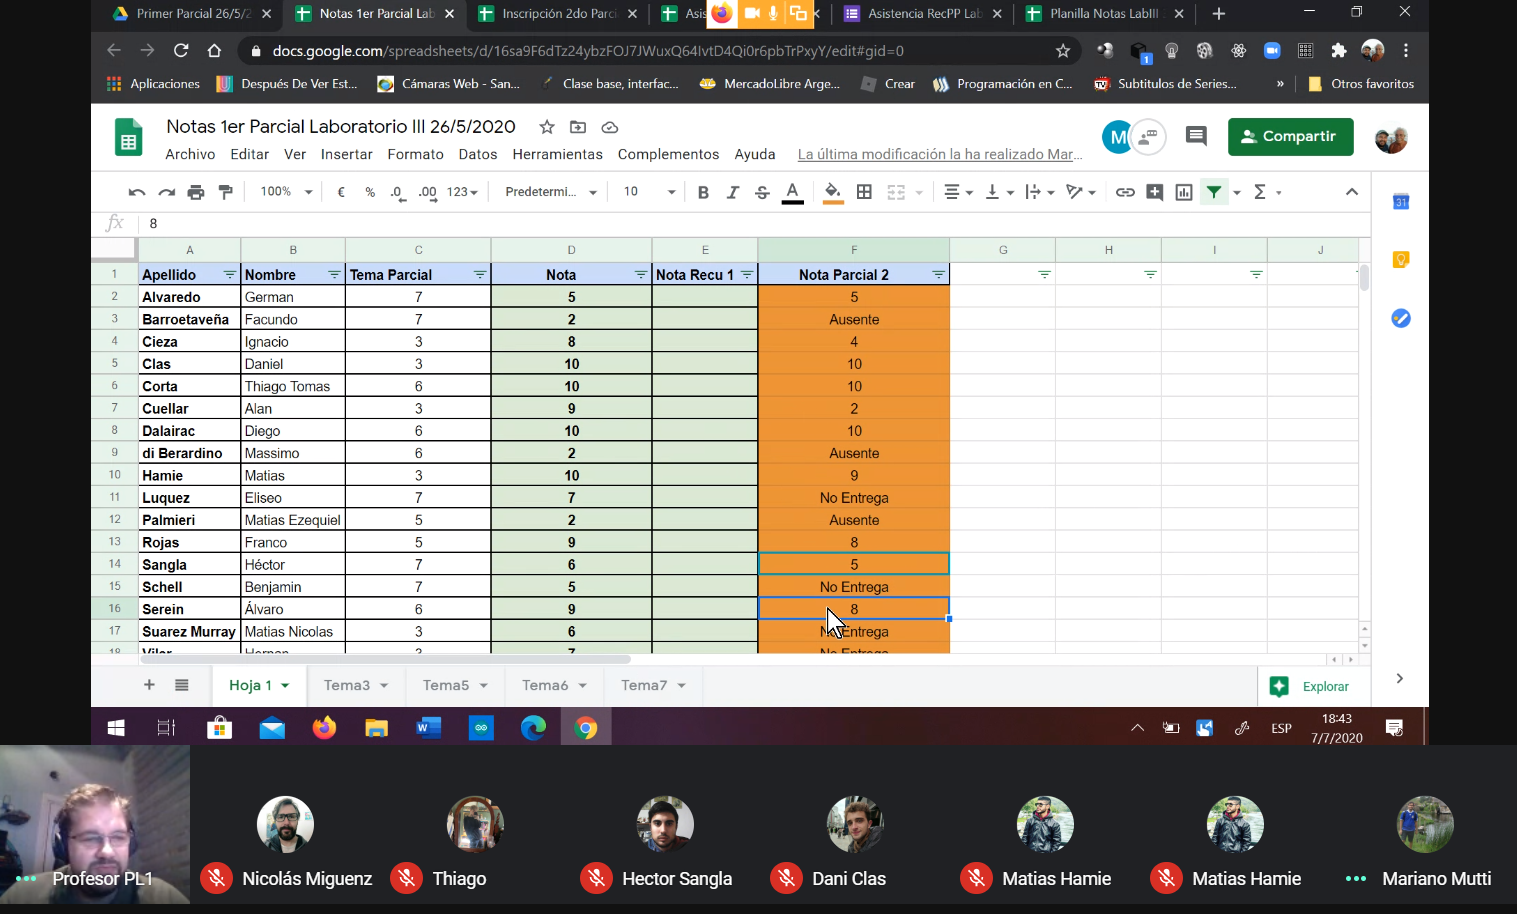 Primer Parcial 26/5/2
Notas 1er Parcial Lab
Inscripción 2do Parci
Asis
Asistencia RecPP Lab
Planilla Notas LabIII
docs.google.com/spreadsheets/d/16sa9F6dTz24ybzFOJ7JWuxQ64lvtD4Qi0r6pbTrPxyY/edit#gid=0
1
Aplicaciones
Después De Ver Est...
Cámaras Web - San...
Clase base, interfac...
MercadoLibre Arge...
Crear
Programación en C...
Subtitulos de Series...
»
Otros favoritos
Notas 1er Parcial Laboratorio III 26/5/2020
M
Compartir
Archivo Editar Ver Insertar Formato Datos Herramientas Complementos Ayuda
La última modificación la ha realizado Mar...
100% € % .0 .00 123 Predetermi... 10 B I S A Σ
31
fx 8
A B C D E F G H I J
1 Apellido Nombre Tema Parcial Nota Nota Recu 1 Nota Parcial 2
2 Alvaredo German 7 5 5
3 Barroetaveña Facundo 7 2 Ausente
4 Cieza Ignacio 3 8 4
5 Clas Daniel 3 10 10
6 Corta Thiago Tomas 6 10 10
7 Cuellar Alan 3 9 2
8 Dalairac Diego 6 10 10
9 di Berardino Massimo 6 2 Ausente
10 Hamie Matias 3 10 9
11 Luquez Eliseo 7 7 No Entrega
12 Palmieri Matias Ezequiel 5 2 Ausente
13 Rojas Franco 5 9 8
14 Sangla Héctor 7 6 5
15 Schell Benjamin 7 5 No Entrega
16 Serein Álvaro 6 9 8
17 Suarez Murray Matias Nicolas 3 6 No Entrega
18 Vilar Hernan 3 7 No Entrega
Hoja 1 Tema3 Tema5 Tema6 Tema7
Explorar
ESP
18:43
7/7/2020
Profesor PL1
Nicolás Miguenz
Thiago
Hector Sangla
Dani Clas
Matias Hamie
Matias Hamie
Mariano Mutti